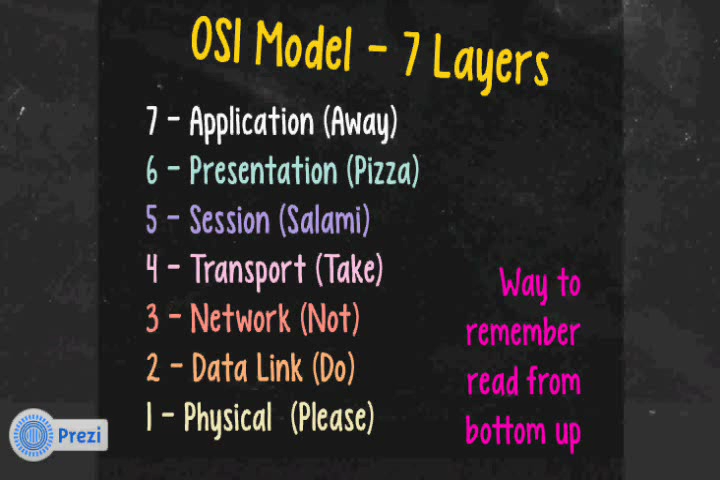 OSI Model - 7 Layers
7 - Application (Away)
6 - Presentation (Pizza)
5 - Session (Salami)
4 - Transport (Take)
3 - Network (Not)
2 - Data Link (Do)
1 - Physical (Please)
Way to
remember
read from
bottom up
Prezi